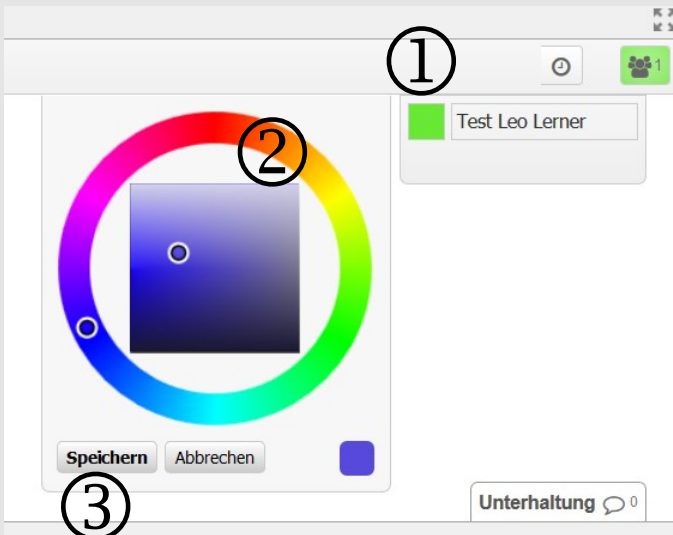 ①
1
②
Test Leo Lerner
Speichern Abbrechen
③
Unterhaltung 0